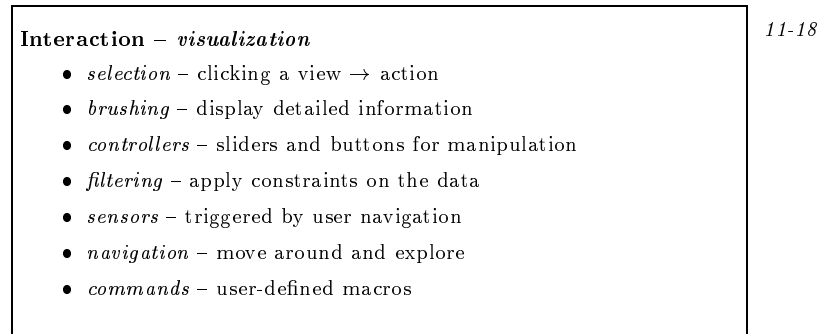 Interaction – visualization
11-18
• selection – clicking a view → action
• brushing – display detailed information
• controllers – sliders and buttons for manipulation
• filtering – apply constraints on the data
• sensors – triggered by user navigation
• navigation – move around and explore
• commands – user-defined macros